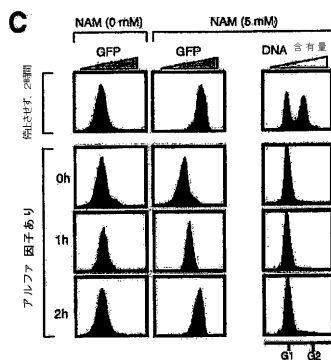 C
NAM (0 mM) NAM (5 mM)
GFP GFP DNA 含有量
停止させず、2時間
アルファ因子あり
0h
1h
2h
G1 G2